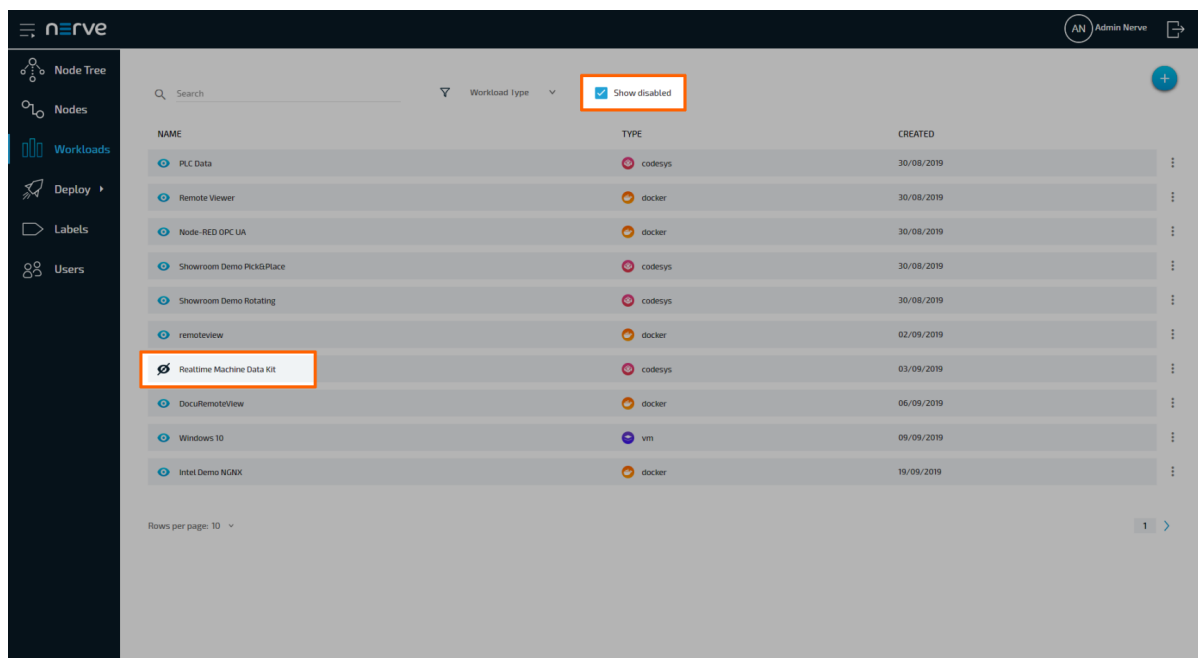 nerve
AN Admin Nerve
Node Tree
Nodes
Workloads
Deploy
Labels
Users
Search
Workload Type
Show disabled
+
NAME TYPE CREATED
PLC Data codesys 30/08/2019
Remote Viewer docker 30/08/2019
Node-RED OPC UA docker 30/08/2019
Showroom Demo Pick&Place codesys 30/08/2019
Showroom Demo Rotating codesys 30/08/2019
remoteview docker 02/09/2019
Realtime Machine Data Kit codesys 03/09/2019
DocuRemoteView docker 06/09/2019
Windows 10 vm 09/09/2019
Intel Demo NGNX docker 19/09/2019
Rows per page: 10
1